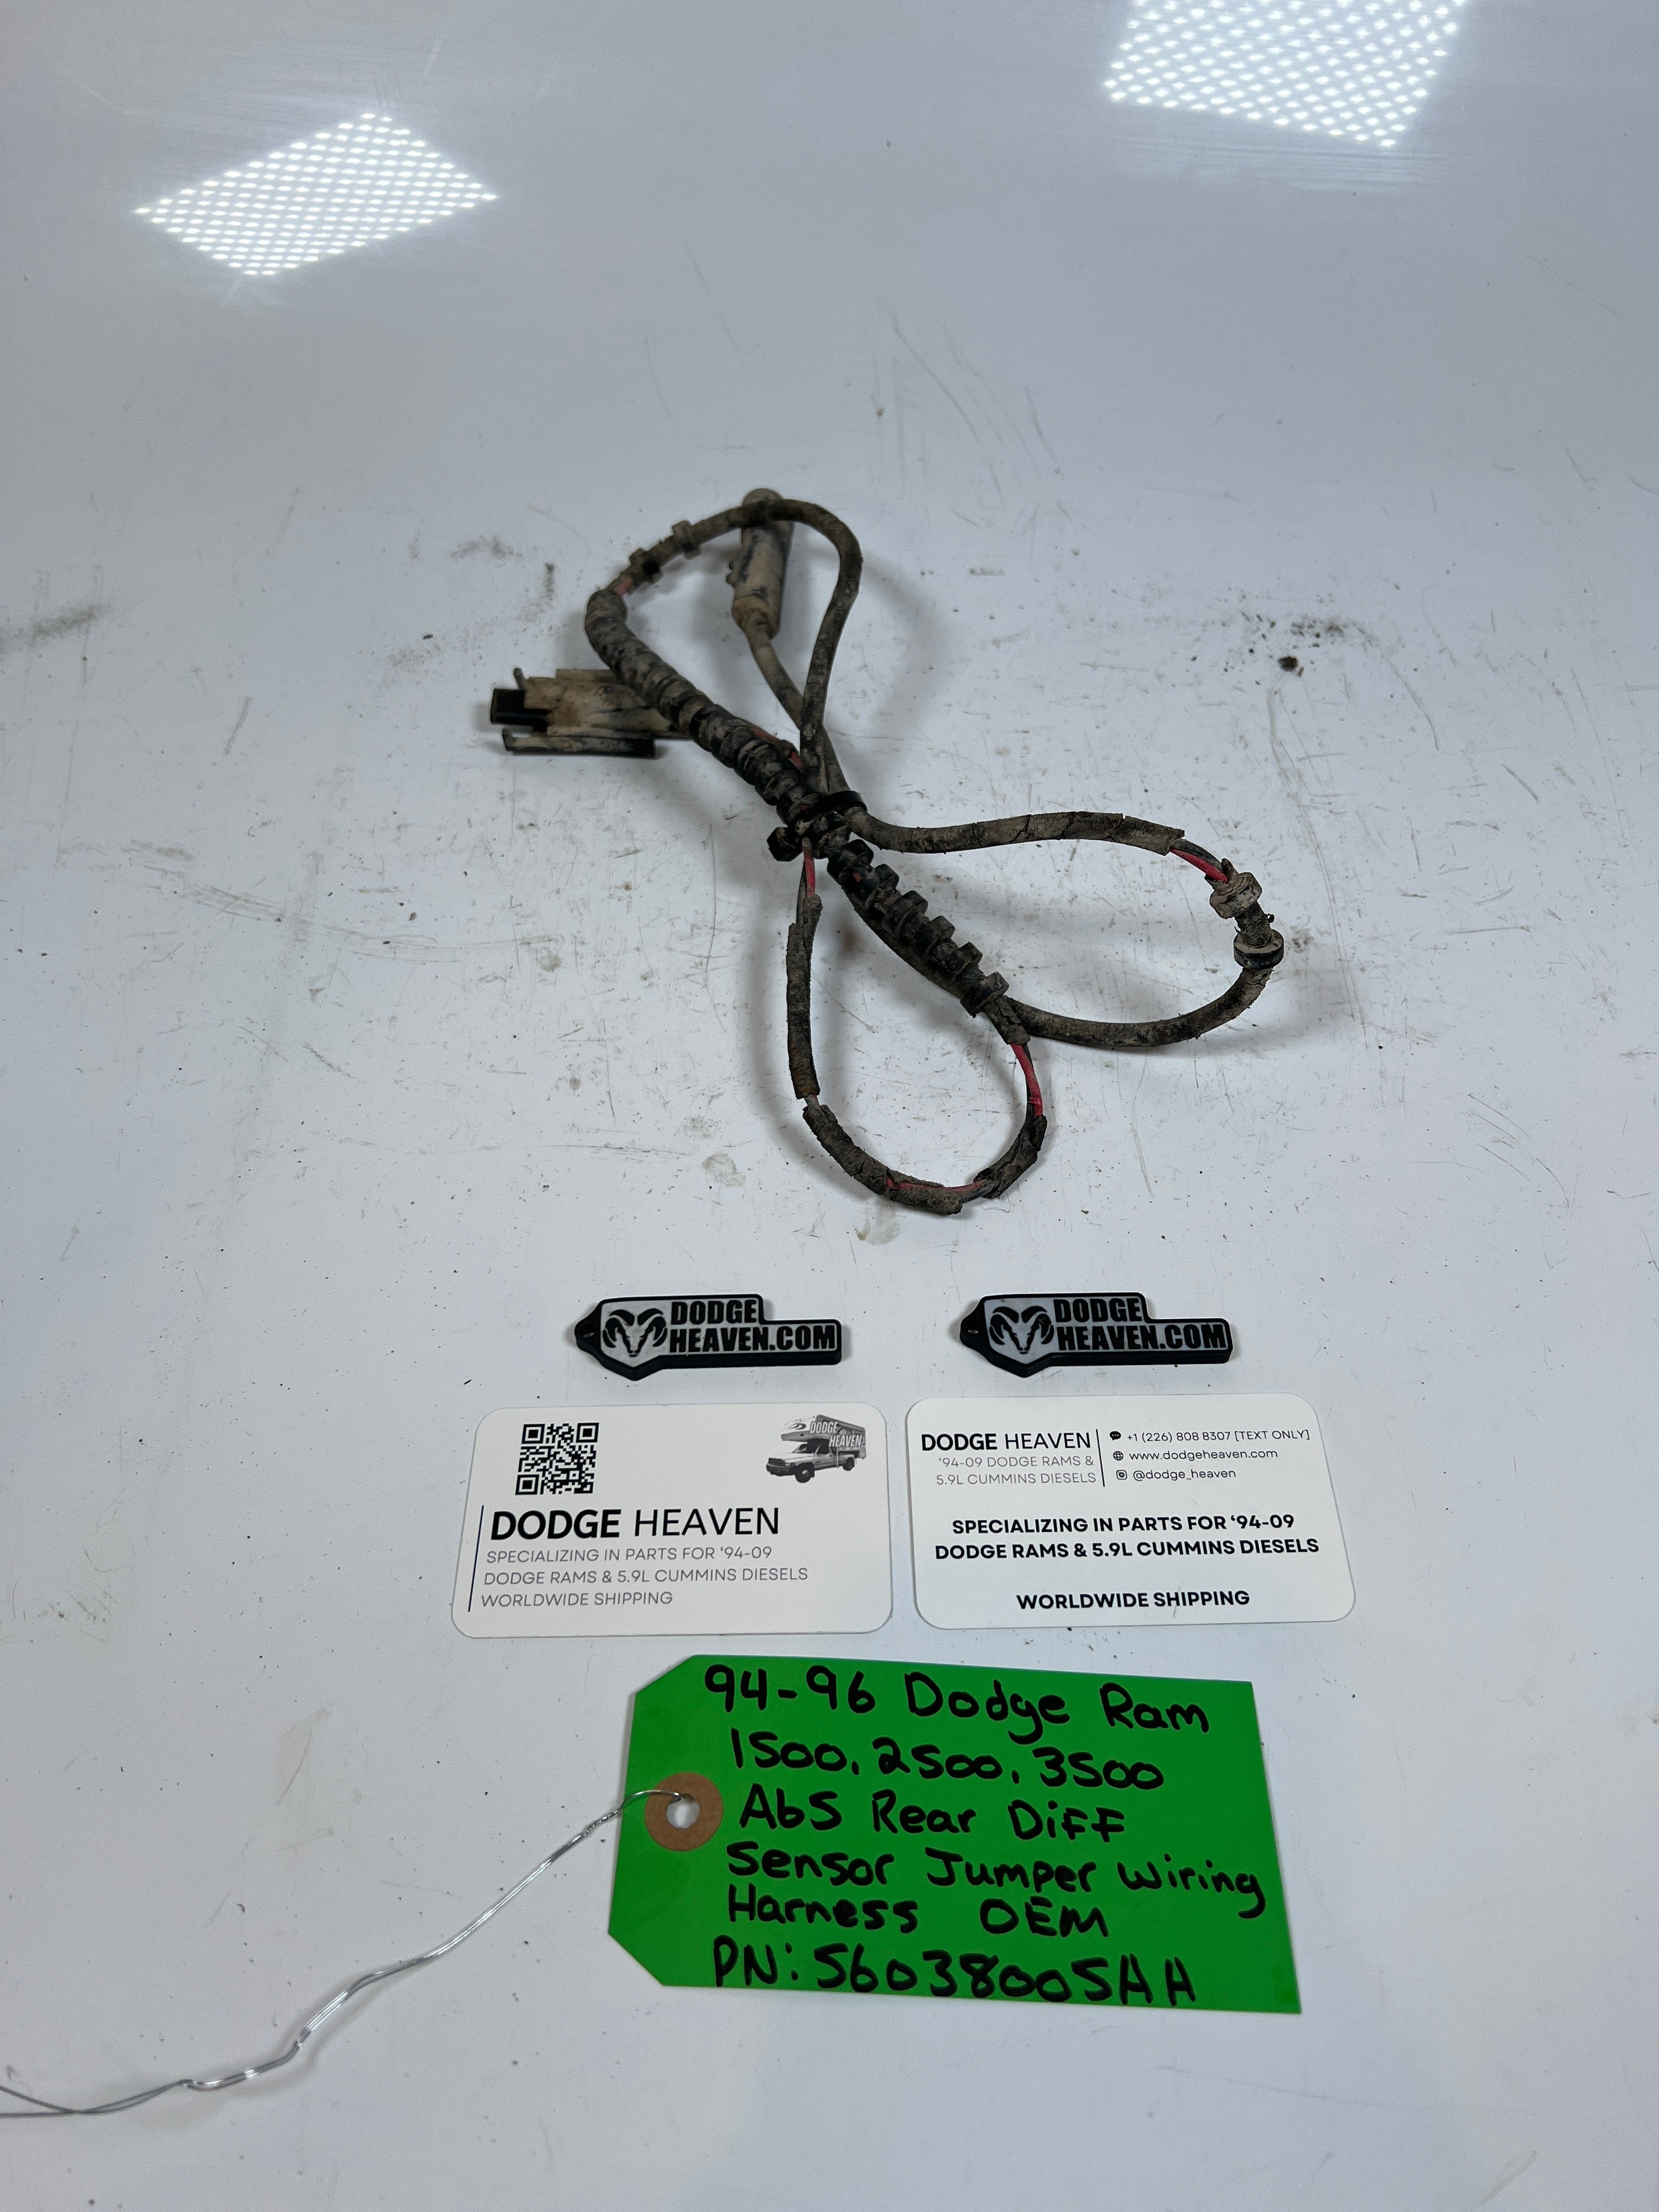 DODGE
HEAVEN.COM
DODGE
HEAVEN.COM
DODGE
HEAVEN
DODGE HEAVEN
SPECIALIZING IN PARTS FOR '94-09
DODGE RAMS & 5.9L CUMMINS DIESELS
WORLDWIDE SHIPPING
DODGE HEAVEN
'94-09 DODGE RAMS &
5.9L CUMMINS DIESELS
+1 (226) 808 8307 [TEXT ONLY]
www.dodgeheaven.com
@dodge_heaven
SPECIALIZING IN PARTS FOR '94-09
DODGE RAMS & 5.9L CUMMINS DIESELS
WORLDWIDE SHIPPING
94-96 Dodge Ram
1500, 2500, 3500
AbS Rear Diff
Sensor Jumper Wiring
Harness OEM
PN: 56038005AA